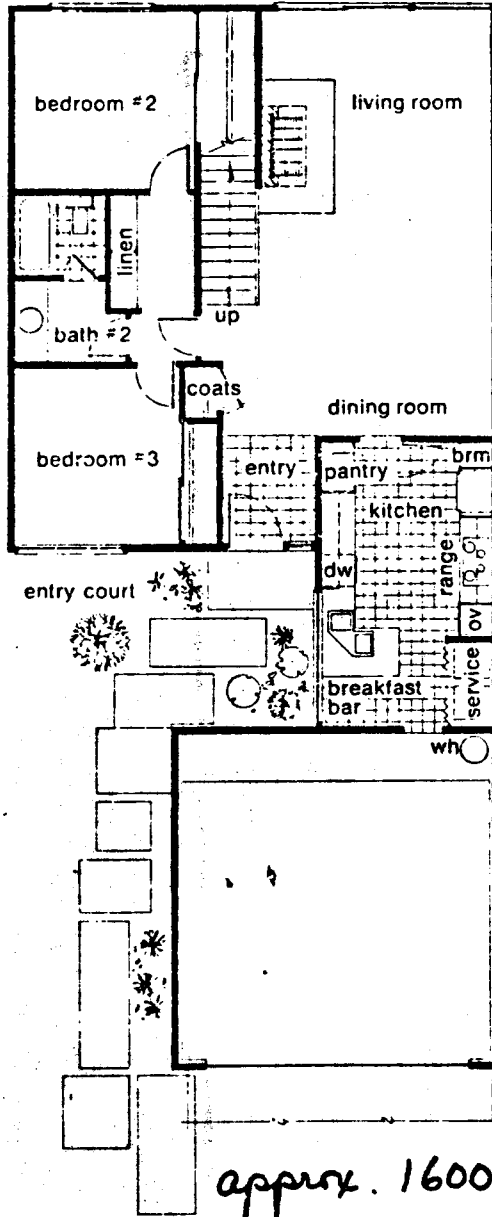 bedroom #2
living room
linen
up
bath #2
coats
dining room
bedroom #3
entry
pantry
brm
kitchen
range
dw
ov
entry court
breakfast
bar
service
wh
approx. 1600